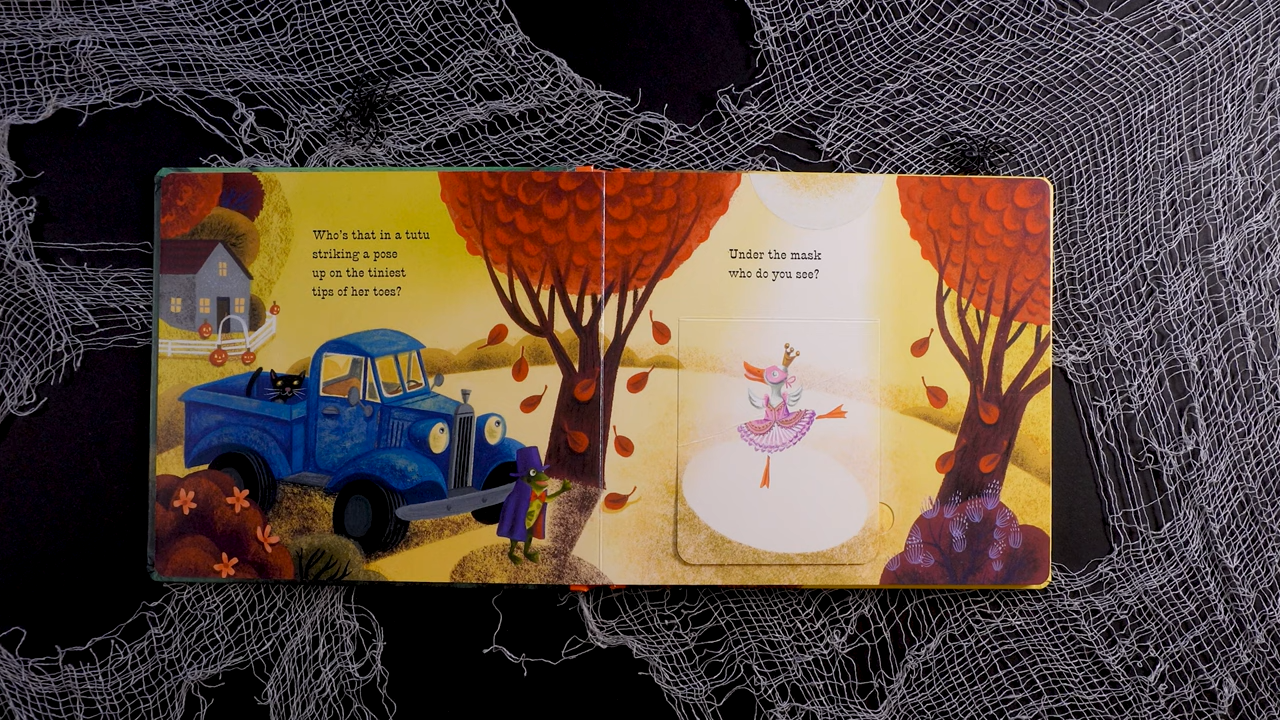 Who's that in a tutu
striking a pose
up on the tiniest
tips of her toes?
Under the mask
who do you see?